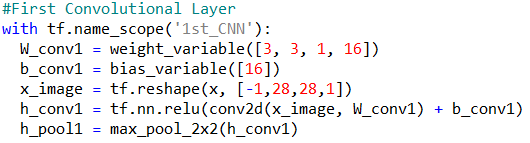 #First Convolutional Layer
with tf.name_scope('1st_CNN'):
  W_conv1 = weight_variable([3, 3, 1, 16])
  b_conv1 = bias_variable([16])
  x_image = tf.reshape(x, [-1,28,28,1])
  h_conv1 = tf.nn.relu(conv2d(x_image, W_conv1) + b_conv1)
  h_pool1 = max_pool_2x2(h_conv1)